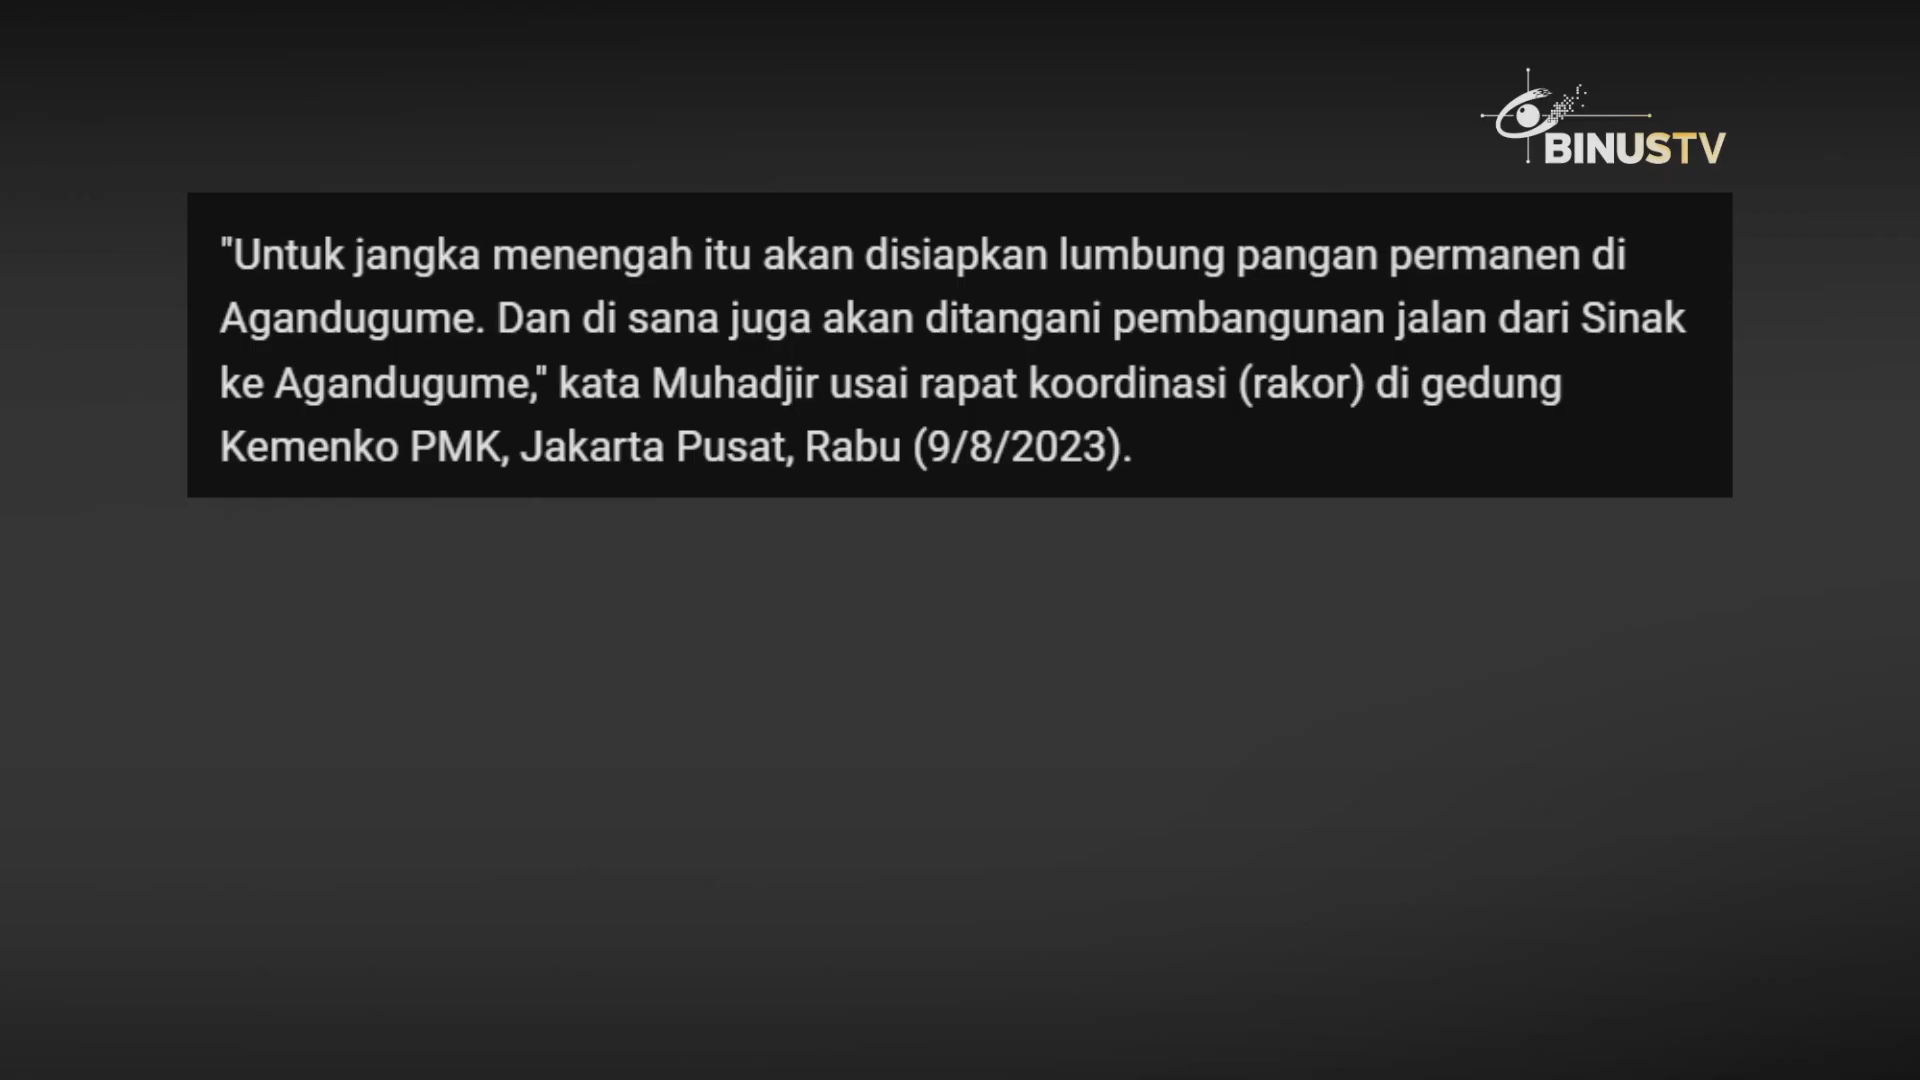 BINUSTV
"Untuk jangka menengah itu akan disiapkan lumbung pangan permanen di
Agandugume. Dan di sana juga akan ditangani pembangunan jalan dari Sinak
ke Agandugume," kata Muhadjir usai rapat koordinasi (rakor) di gedung
Kemenko PMK, Jakarta Pusat, Rabu (9/8/2023).